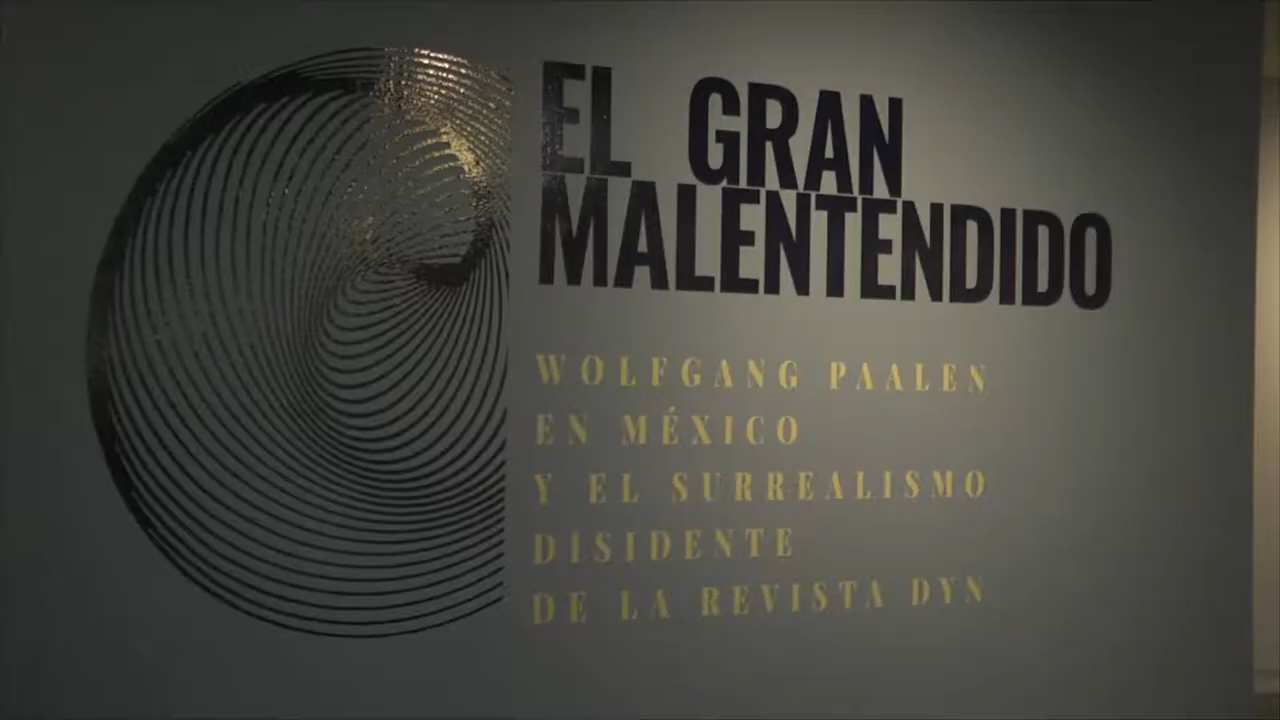 EL GRAN
MALENTENDIDO
WOLFGANG PAALEN
EN MÉXICO
Y EL SURREALISMO
DISIDENTE
DE LA REVISTA DYN